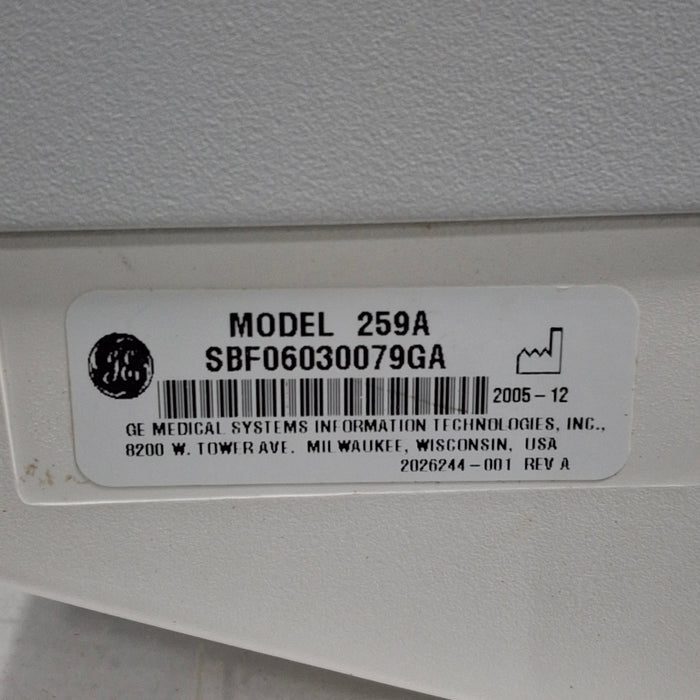 MODEL 259A
SBF06030079GA
GE
2005-12
GE MEDICAL SYSTEMS INFORMATION TECHNOLOGIES, INC.,
8200 W. TOWER AVE. MILWAUKEE, WISCONSIN, USA
2026244-001 REV A